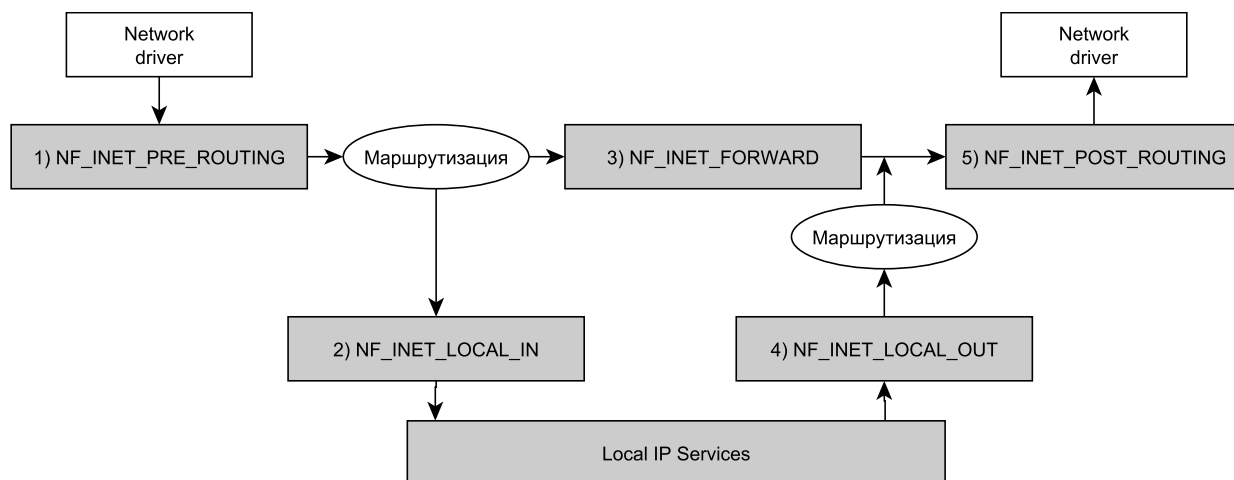 Network
driver
Network
driver
1) NF_INET_PRE_ROUTING
Маршрутизация
3) NF_INET_FORWARD
5) NF_INET_POST_ROUTING
Маршрутизация
2) NF_INET_LOCAL_IN
4) NF_INET_LOCAL_OUT
Local IP Services